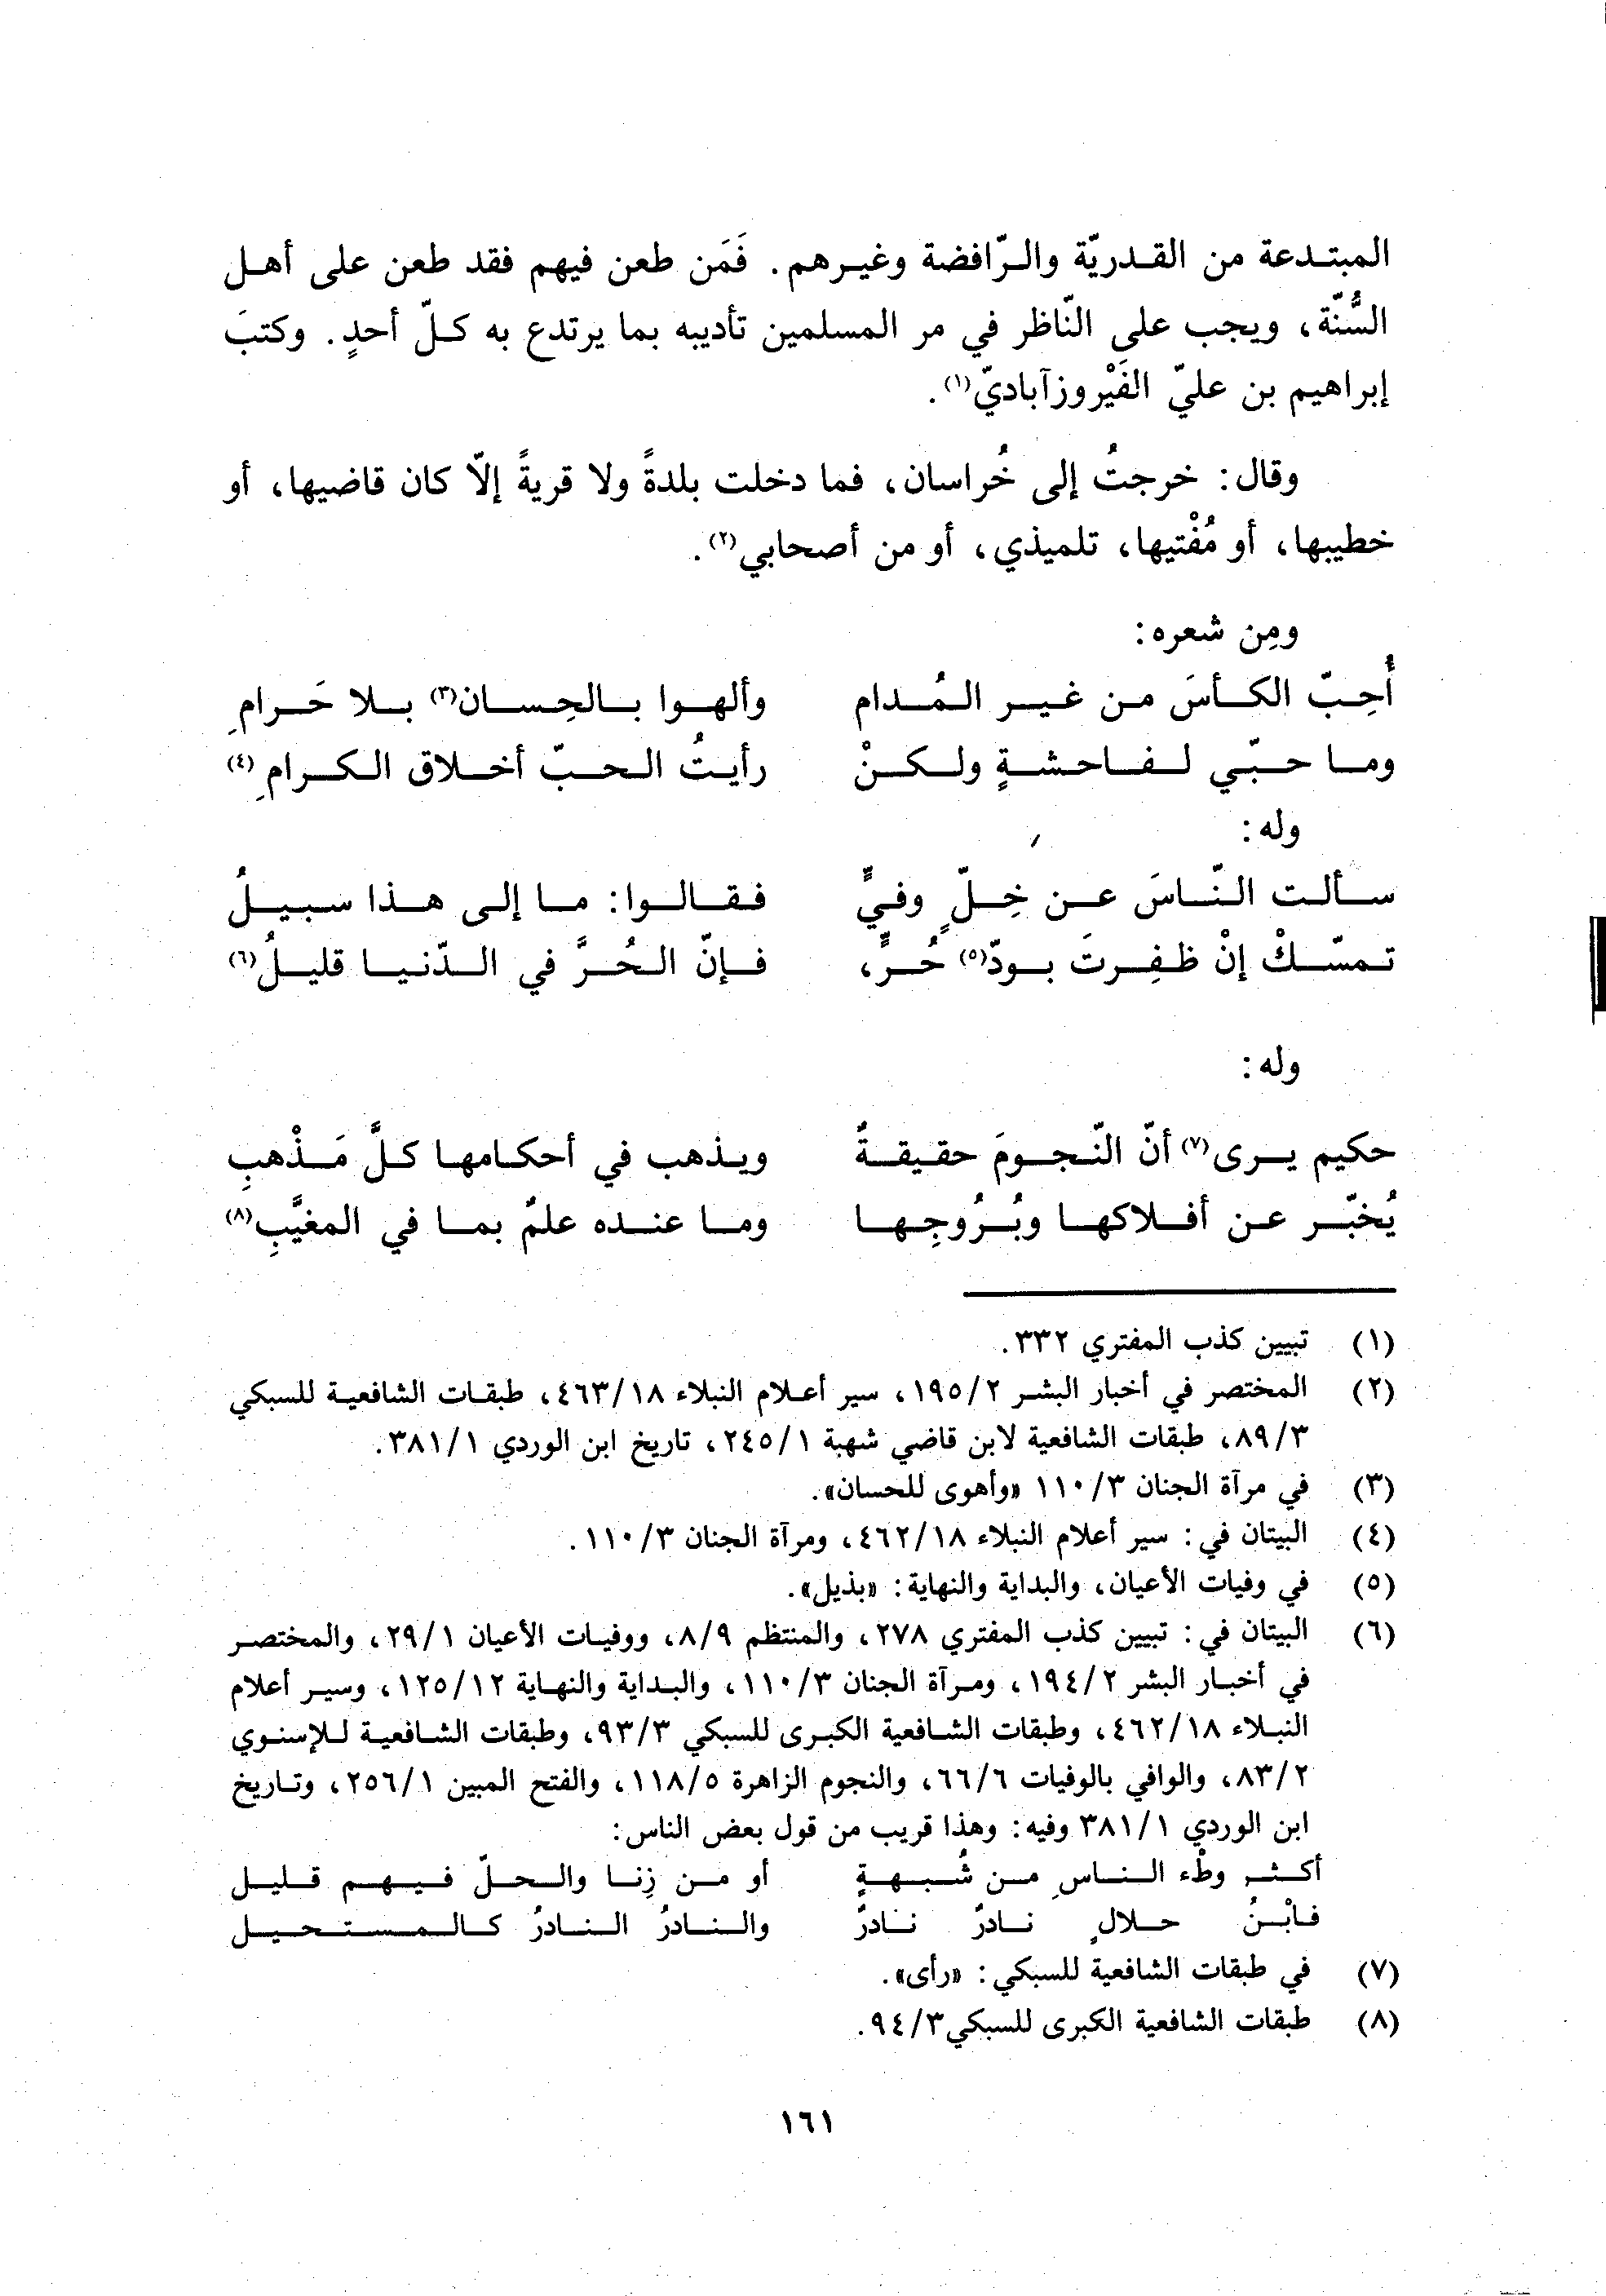 المبتدعة من القدريّة والرّافضة وغيرهم. فَمَن طعن فيهم فقد طعن على أهل
السُّنّة، ويجب على النّاظر في مر المسلمين تأديبه بما يرتدع به كلّ أحدٍ. وكتبَ
إبراهيم بن عليّ الفَيْروزآباديّ(١).
وقال: خرجتُ إلى خُراسان، فما دخلت بلدةً ولا قريةً إلّا كان قاضيها، أو
خطيبها، أو مُفْتيها، تلميذي، أو من أصحابي(٢).
ومِن شعره:
أُحِبّ الكأسَ من غير المُدام وألهوا بالحِسان(٣) بلا حَرامِ
وما حبّي لفاحشةٍ ولكنْ رأيتُ الحبّ أخلاق الكرامِ(٤)
وله:
سألت النّاسَ عن خِلٍّ وفيٍّ فقالوا: ما إلى هذا سبيلُ
تمسّكْ إنْ ظفِرتَ بودّ(٥) حُرٍّ، فإنّ الحُرَّ في الدّنيا قليلُ(٦)
وله:
حكيم يرى(٧) أنّ النّجومَ حقيقةٌ ويذهب في أحكامها كلَّ مَذْهبِ
يُخبّر عن أفلاكها وبُرُوجِها وما عنده علمٌ بما في المغيَّبِ(٨)
(١) تبيين كذب المفتري ٣٣٢.
(٢) المختصر في أخبار البشر ١٩٥/٢، سير أعلام النبلاء ٤٦٣/١٨، طبقات الشافعية للسبكي
٨٩/٣، طبقات الشافعية لابن قاضي شهبة ٢٤٥/١، تاريخ ابن الوردي ٣٨١/١.
(٣) في مرآة الجنان ١١٠/٣ «وأهوى للحسان».
(٤) البيتان في: سير أعلام النبلاء ٤٦٢/١٨، ومرآة الجنان ١١٠/٣.
(٥) في وفيات الأعيان، والبداية والنهاية: «بذيل».
(٦) البيتان في: تبيين كذب المفتري ٢٧٨، والمنتظم ٨/٩، ووفيات الأعيان ٢٩/١، والمختصر
في أخبار البشر ١٩٤/٢، ومرآة الجنان ١١٠/٣، والبداية والنهاية ١٢٥/١٢، وسير أعلام
النبلاء ٤٦٢/١٨، وطبقات الشافعية الكبرى للسبكي ٩٣/٣، وطبقات الشافعية للإسنوي
٨٣/٢، والوافي بالوفيات ٦٦/٦، والنجوم الزاهرة ١١٨/٥، والفتح المبين ٢٥٦/١، وتاريخ
ابن الوردي ٣٨١/١ وفيه: وهذا قريب من قول بعض الناس:
أكثر وطْء الناسِ من شُبهةٍ أو من زِنا والحلّ فيهم قليل
فابْنُ حلالٍ نادرٌ نادرٌ والنادرُ النادرُ كالمستحيل
(٧) في طبقات الشافعية للسبكي: «رأى».
(٨) طبقات الشافعية الكبرى للسبكي ٩٤/٣.
١٦١